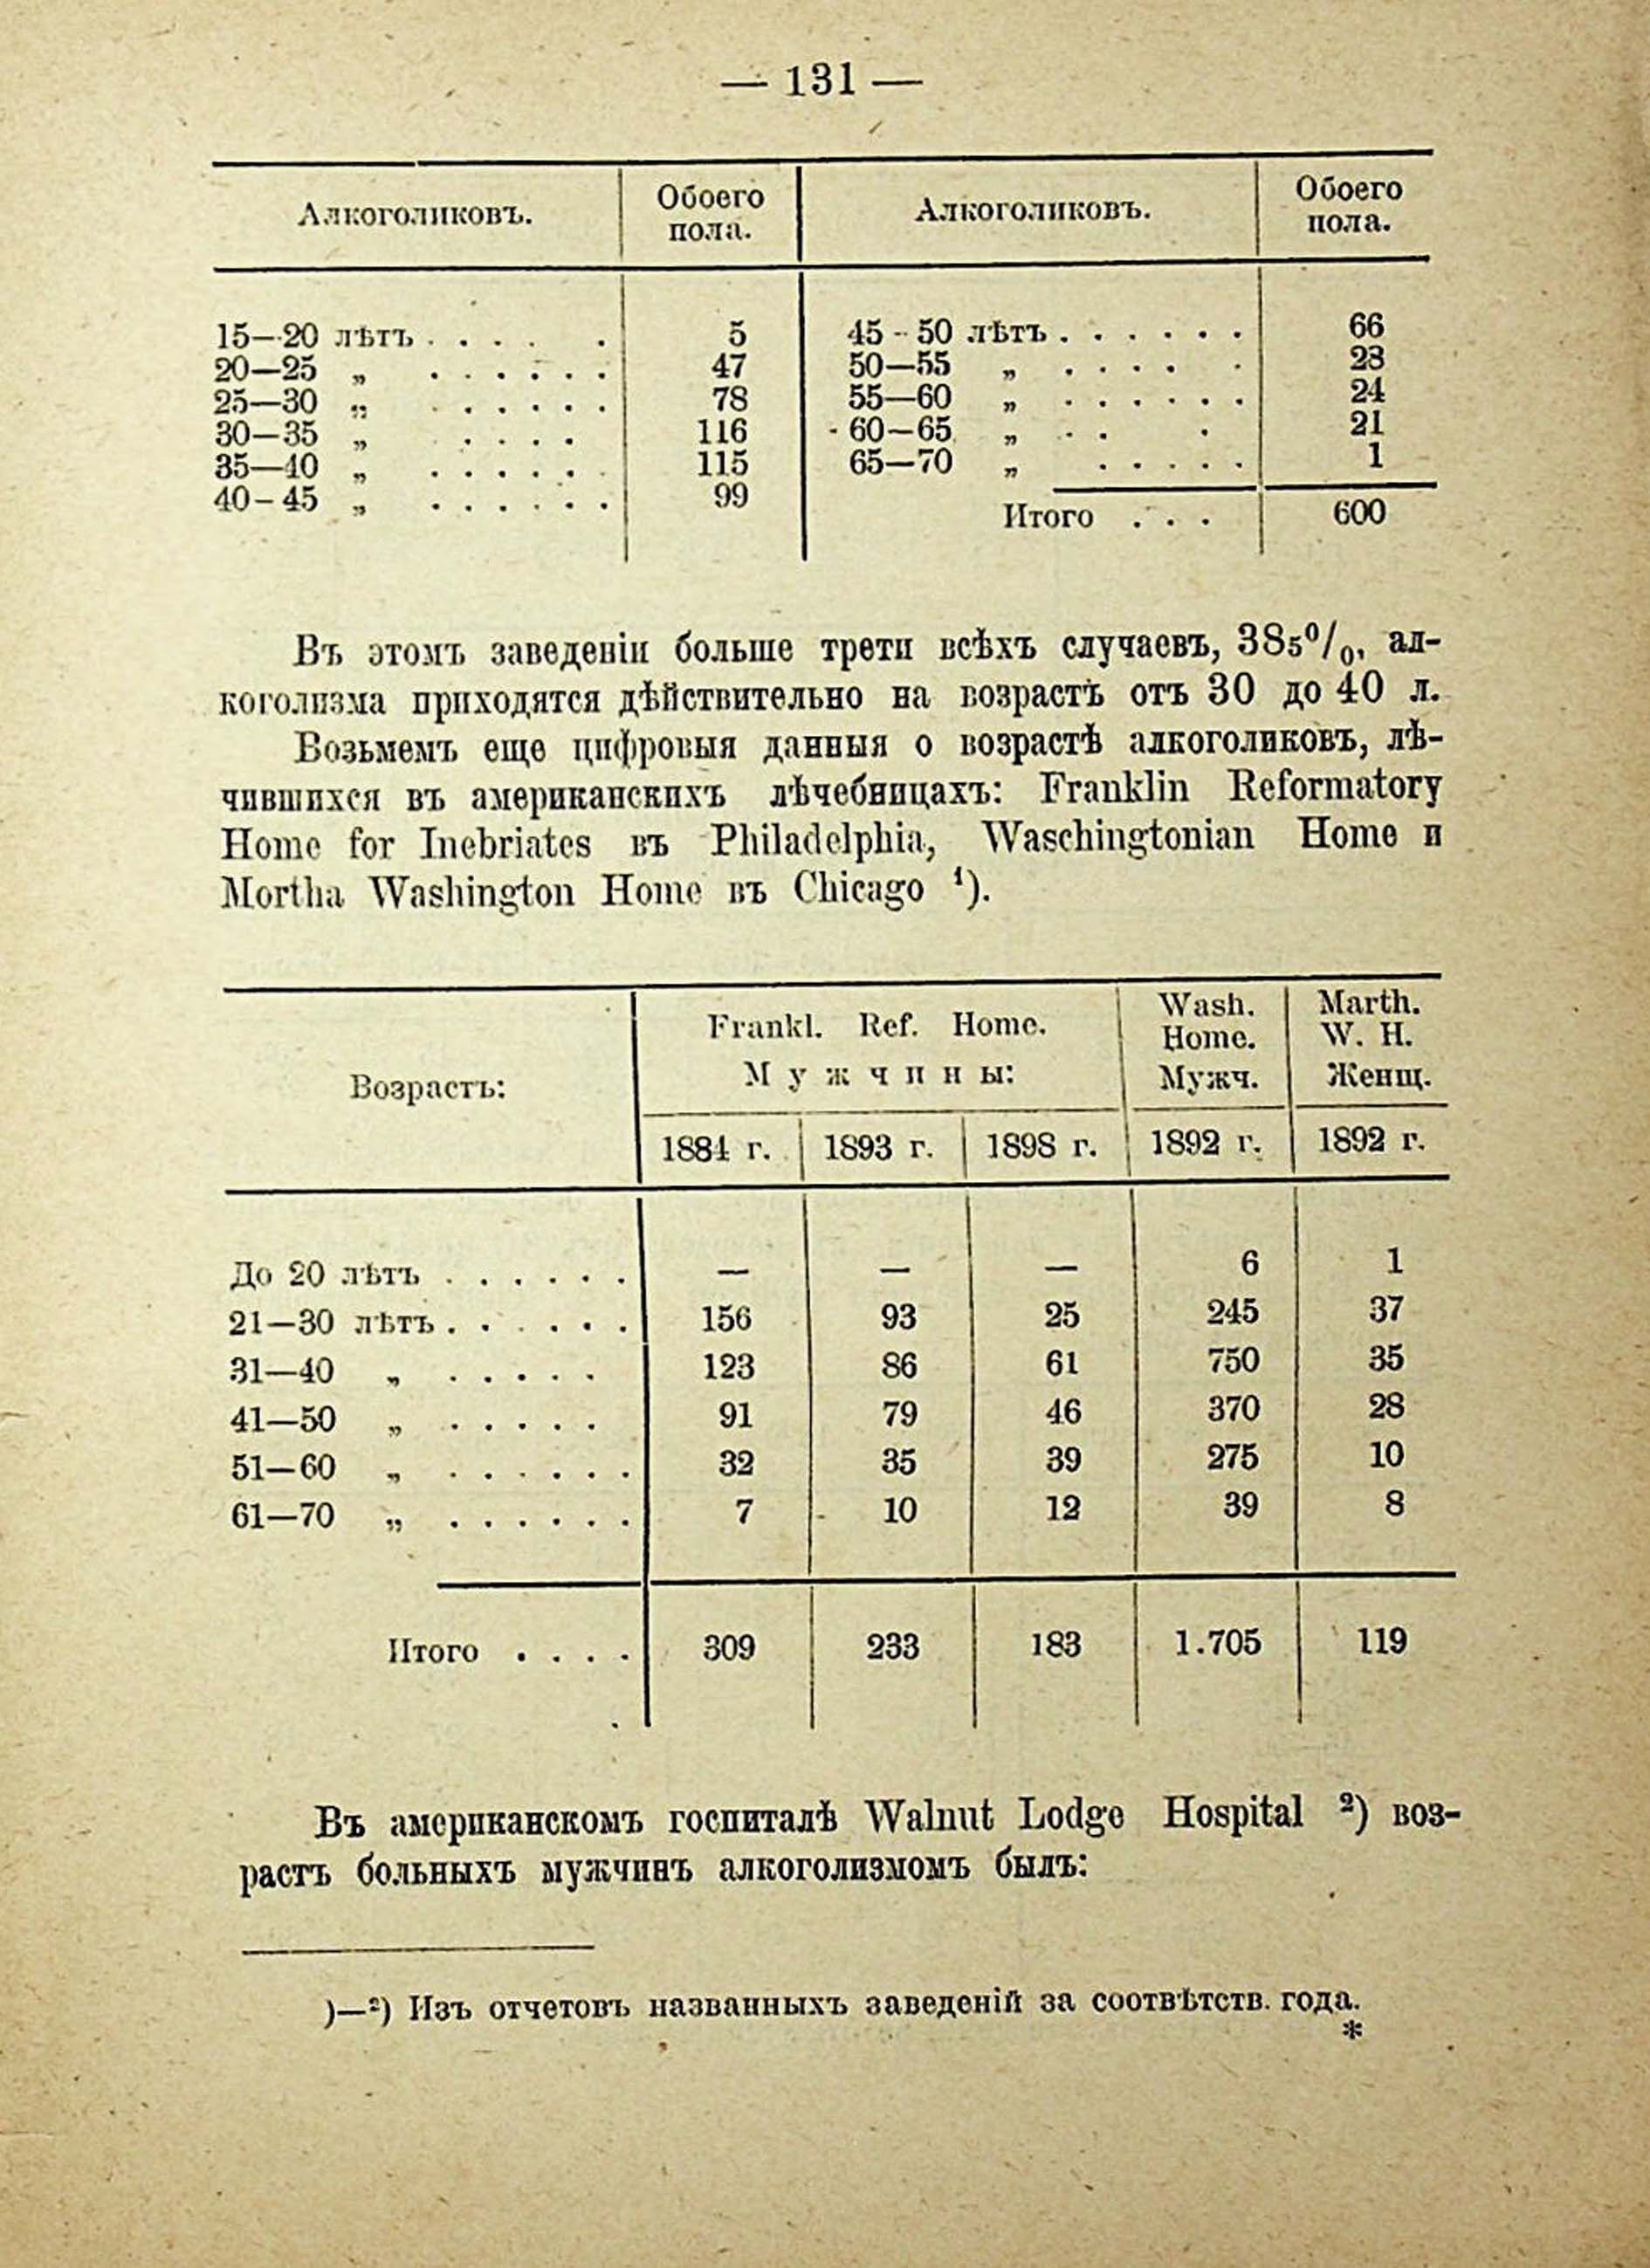 — 131 —
Алкоголиковъ. Обоего пола. Алкоголиковъ. Обоего пола.
15—20 лѣтъ . . . . . 5 45-50 лѣтъ . . . . . . 66
20—25 „ . . . . . . 47 50—55 „ . . . . . 23
25—30 „ . . . . . . 78 55—60 „ . . . . . . 24
30—35 „ . . . . 116 60—65 „ . . . 21
35—40 „ . . . . . . 115 65—70 „ . . . . . 1
40-45 „ . . . . . . 99 Итого . . . 600
Въ этомъ заведеніи больше трети всѣхъ случаевъ, 385%, ал-
коголизма приходятся дѣйствительно на возрастъ отъ 30 до 40 л.
Возьмемъ еще цифровыя данныя о возрастѣ алкоголиковъ, лѣ-
чившихся въ американскихъ лѣчебницахъ: Franklin Reformatory
Home for Inebriates въ Philadelphia, Waschingtonian Home и
Mortha Washington Home въ Chicago ¹).
Возрастъ: Frankl. Ref. Home. Мужчины: Wash. Home. Мужч. Marth. W. H. Женщ.
1884 г. 1893 г. 1898 г. 1892 г. 1892 г.
До 20 лѣтъ . . . . . . — — — 6 1
21—30 лѣтъ . . . . . . 156 93 25 245 37
31—40 „ . . . . . 123 86 61 750 35
41—50 „ . . . . . 91 79 46 370 28
51—60 „ . . . . . . 32 35 39 275 10
61—70 „ . . . . . . 7 10 12 39 8
Итого . . . . 309 233 183 1.705 119
Въ американскомъ госпиталѣ Walnut Lodge Hospital ²) воз-
растъ больныхъ мужчинъ алкоголизмомъ былъ:
)—²) Изъ отчетовъ названныхъ заведеній за соотвѣтств. года.
*